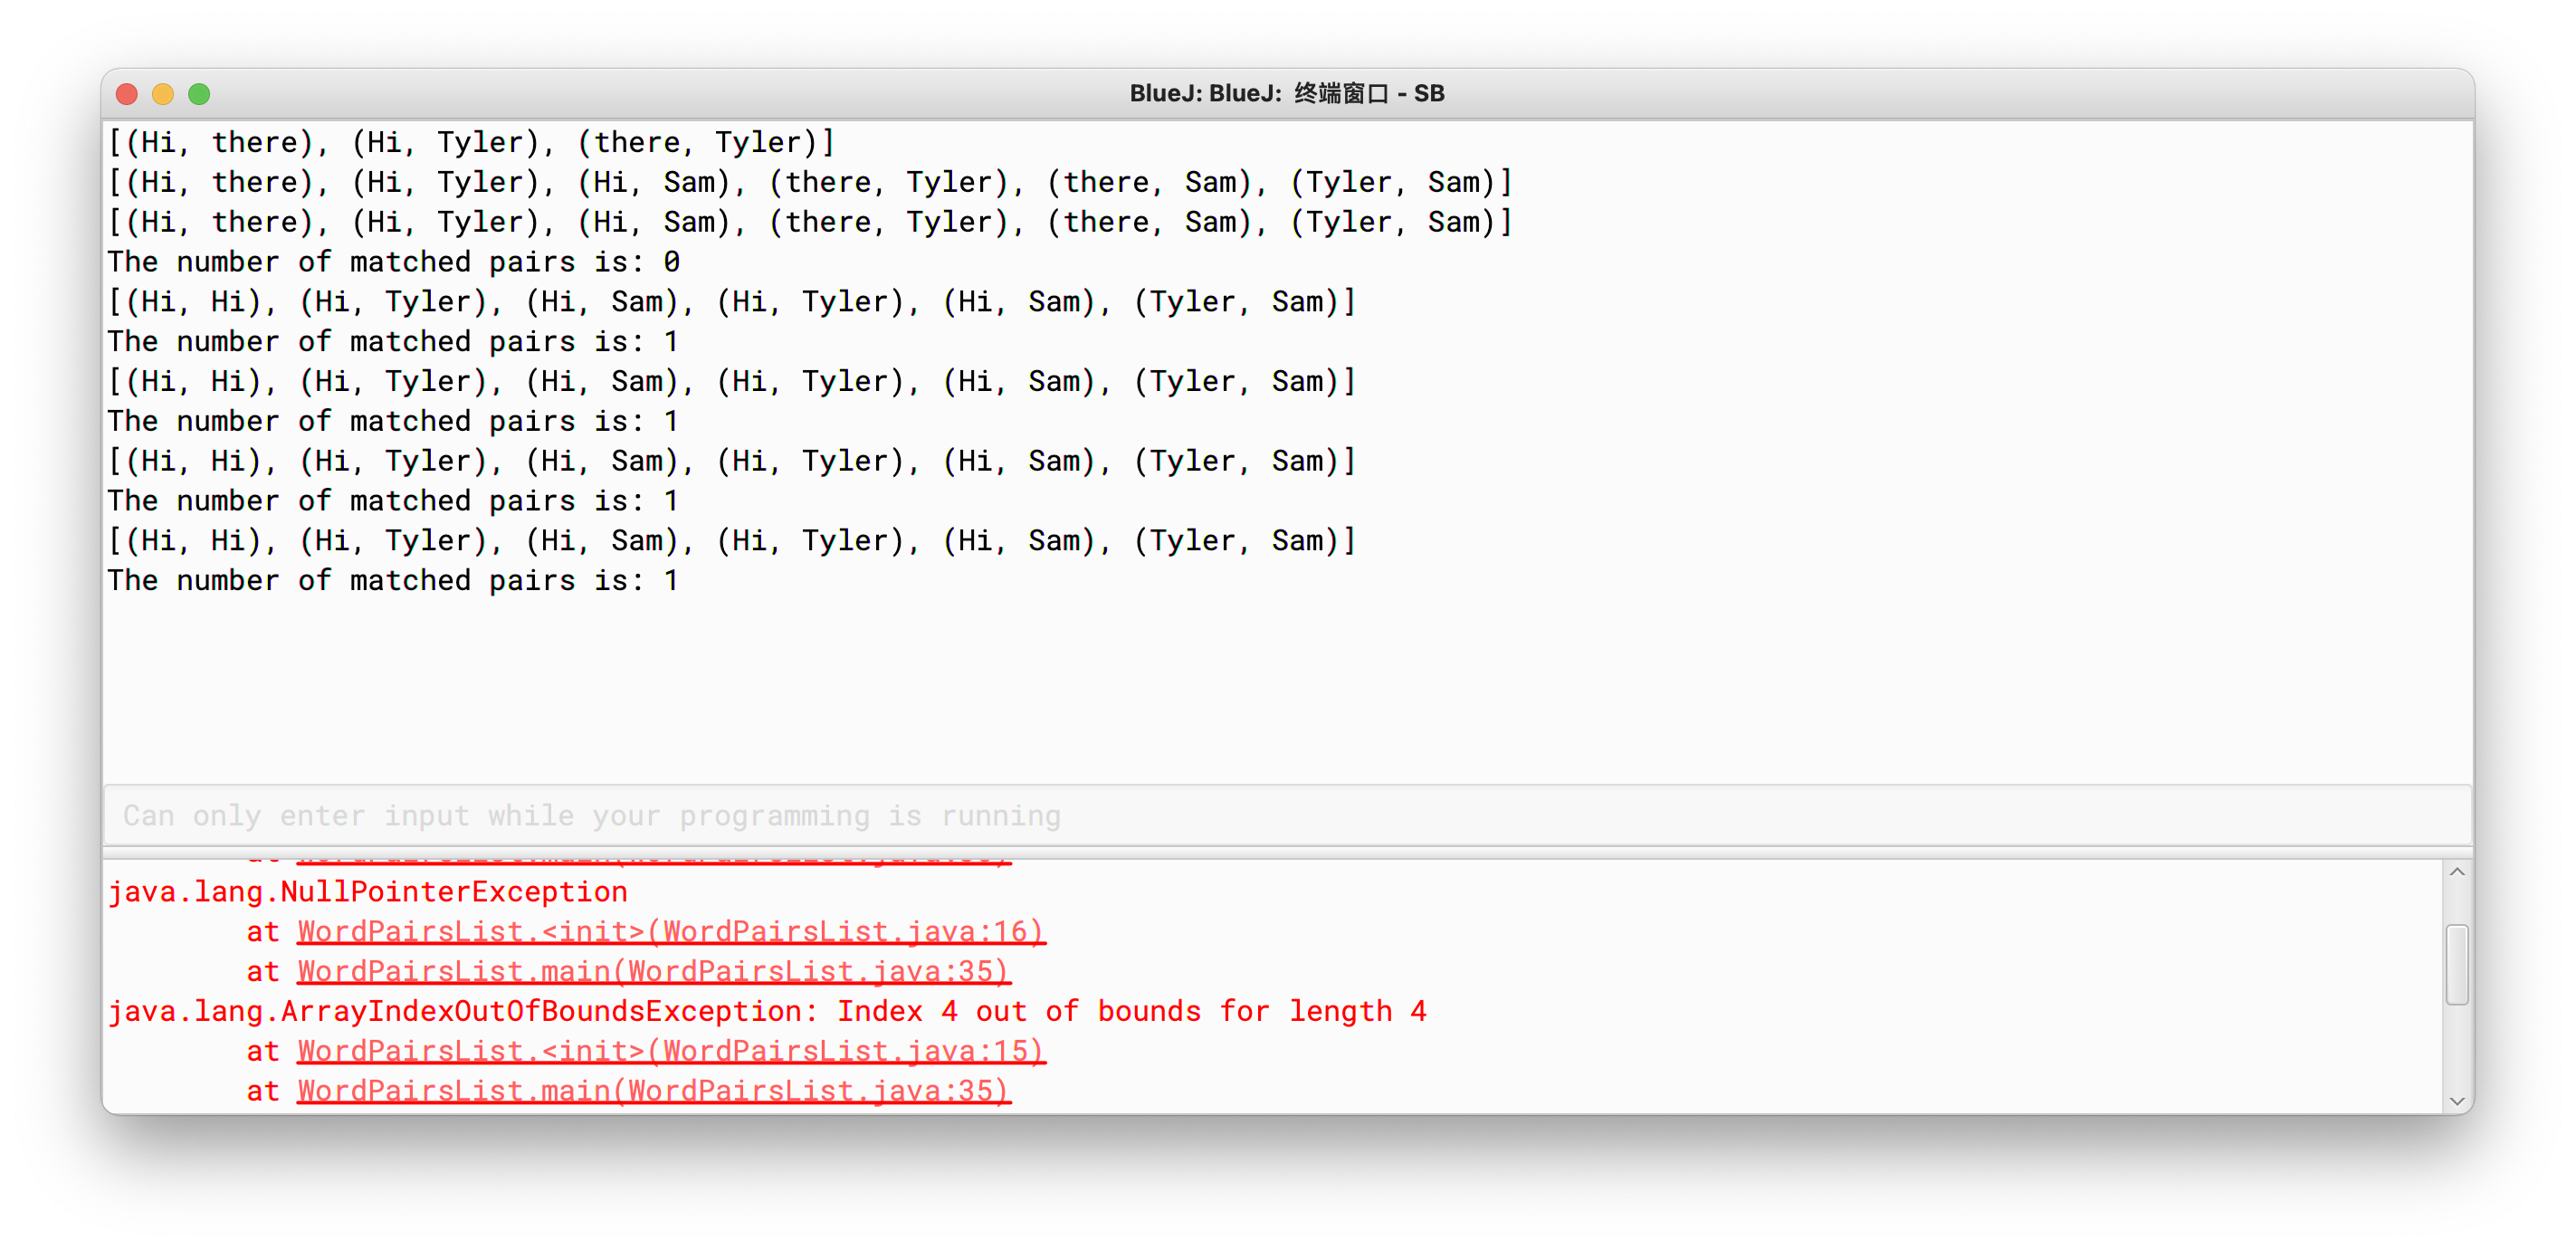 BlueJ: BlueJ: 终端窗口 - SB
[(Hi, there), (Hi, Tyler), (there, Tyler)]
[(Hi, there), (Hi, Tyler), (Hi, Sam), (there, Tyler), (there, Sam), (Tyler, Sam)]
[(Hi, there), (Hi, Tyler), (Hi, Sam), (there, Tyler), (there, Sam), (Tyler, Sam)]
The number of matched pairs is: 0
[(Hi, Hi), (Hi, Tyler), (Hi, Sam), (Hi, Tyler), (Hi, Sam), (Tyler, Sam)]
The number of matched pairs is: 1
[(Hi, Hi), (Hi, Tyler), (Hi, Sam), (Hi, Tyler), (Hi, Sam), (Tyler, Sam)]
The number of matched pairs is: 1
[(Hi, Hi), (Hi, Tyler), (Hi, Sam), (Hi, Tyler), (Hi, Sam), (Tyler, Sam)]
The number of matched pairs is: 1
[(Hi, Hi), (Hi, Tyler), (Hi, Sam), (Hi, Tyler), (Hi, Sam), (Tyler, Sam)]
The number of matched pairs is: 1
Can only enter input while your programming is running
java.lang.NullPointerException
at WordPairsList.<init>(WordPairsList.java:16)
at WordPairsList.main(WordPairsList.java:35)
java.lang.ArrayIndexOutOfBoundsException: Index 4 out of bounds for length 4
at WordPairsList.<init>(WordPairsList.java:15)
at WordPairsList.main(WordPairsList.java:35)